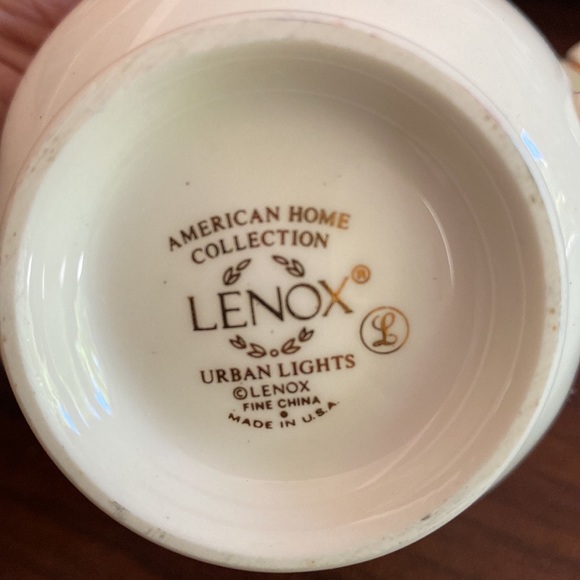 AMERICAN HOME
COLLECTION
LENOX®
L
URBAN LIGHTS
©LENOX
FINE CHINA
MADE IN U.S.A.